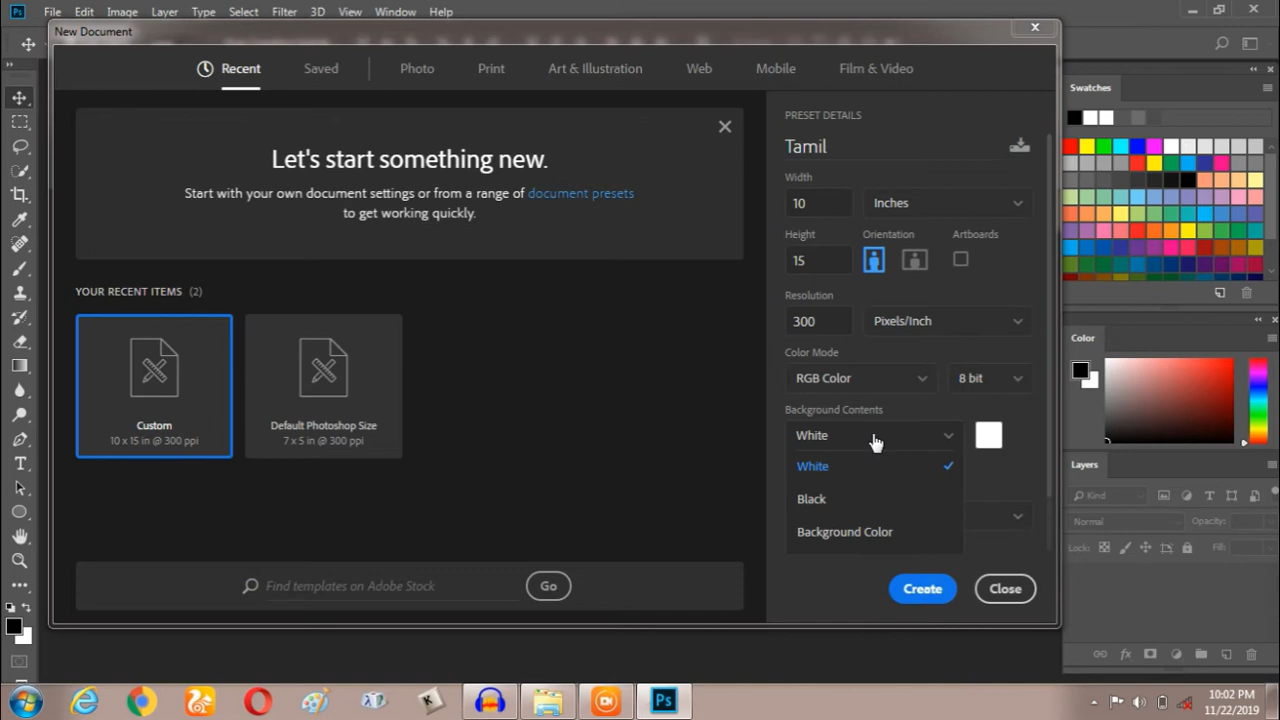 Ps File Edit Image Layer Type Select Filter 3D View Window Help
New Document
Recent Saved Photo Print Art & Illustration Web Mobile Film & Video
Let's start something new.
Start with your own document settings or from a range of document presets
to get working quickly.
YOUR RECENT ITEMS (2)
Custom
10 x 15 in @ 300 ppi
Default Photoshop Size
7 x 5 in @ 300 ppi
Find templates on Adobe Stock Go
PRESET DETAILS
Tamil
Width
10 Inches
Height Orientation Artboards
15
Resolution
300 Pixels/Inch
Color Mode
RGB Color 8 bit
Background Contents
White
White
Black
Background Color
Create Close
Swatches
Color
Layers
Kind
Normal Opacity:
Lock: Fill:
fx
Ps
10:02 PM
11/22/2019